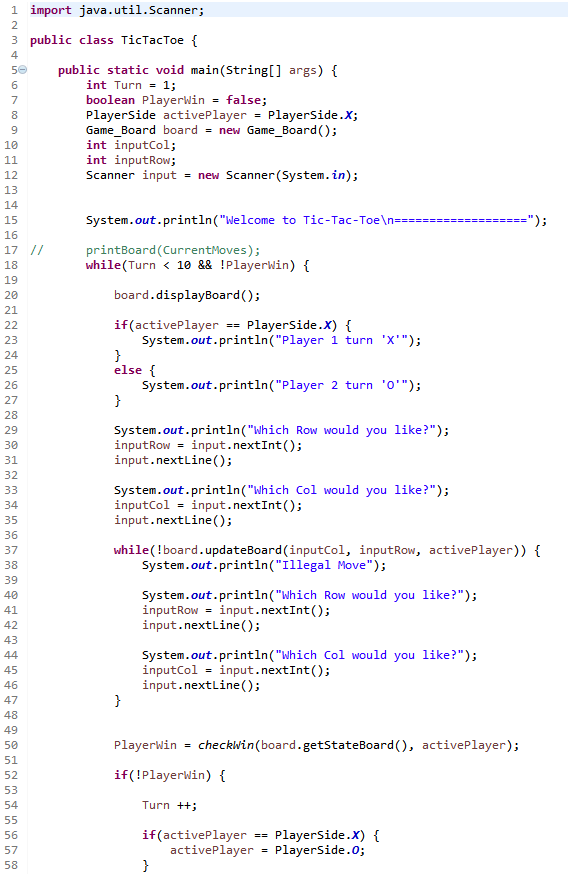 1 import java.util.Scanner;
2
3 public class TicTacToe {
4
5 public static void main(String[] args) {
6 int Turn = 1;
7 boolean PlayerWin = false;
8 PlayerSide activePlayer = PlayerSide.X;
9 Game_Board board = new Game_Board();
10 int inputCol;
11 int inputRow;
12 Scanner input = new Scanner(System.in);
13
14
15 System.out.println("Welcome to Tic-Tac-Toe\n===================");
16
17 // printBoard(CurrentMoves);
18 while(Turn < 10 && !PlayerWin) {
19
20 board.displayBoard();
21
22 if(activePlayer == PlayerSide.X) {
23 System.out.println("Player 1 turn 'X'");
24 }
25 else {
26 System.out.println("Player 2 turn 'O'");
27 }
28
29 System.out.println("Which Row would you like?");
30 inputRow = input.nextInt();
31 input.nextLine();
32
33 System.out.println("Which Col would you like?");
34 inputCol = input.nextInt();
35 input.nextLine();
36
37 while(!board.updateBoard(inputCol, inputRow, activePlayer)) {
38 System.out.println("Illegal Move");
39
40 System.out.println("Which Row would you like?");
41 inputRow = input.nextInt();
42 input.nextLine();
43
44 System.out.println("Which Col would you like?");
45 inputCol = input.nextInt();
46 input.nextLine();
47 }
48
49
50 PlayerWin = checkWin(board.getStateBoard(), activePlayer);
51
52 if(!PlayerWin) {
53
54 Turn ++;
55
56 if(activePlayer == PlayerSide.X) {
57 activePlayer = PlayerSide.O;
58 }